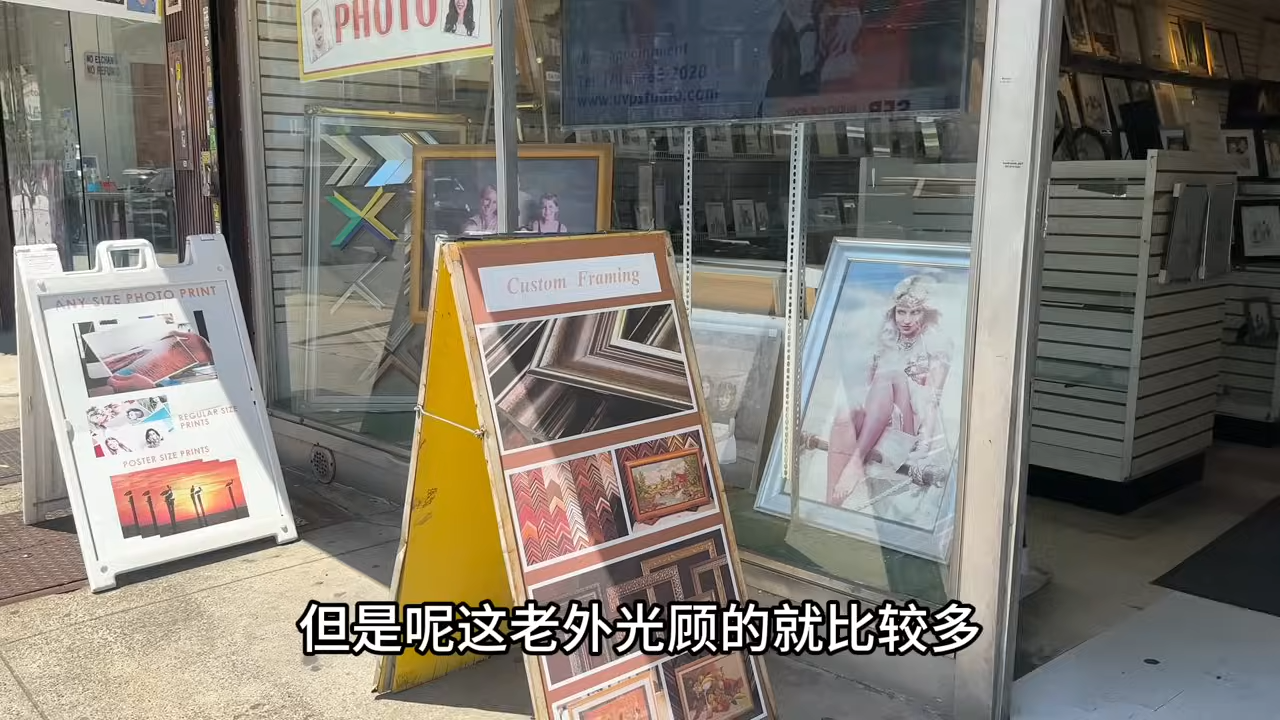 PHOTO
NO EXCHANGE
NO REFUND
www.uvpstudio.com
Custom Framing
ANY SIZE PHOTO PRINT
REGULAR SIZE
PRINTS
POSTER SIZE PRINTS
但是呢这老外光顾的就比较多